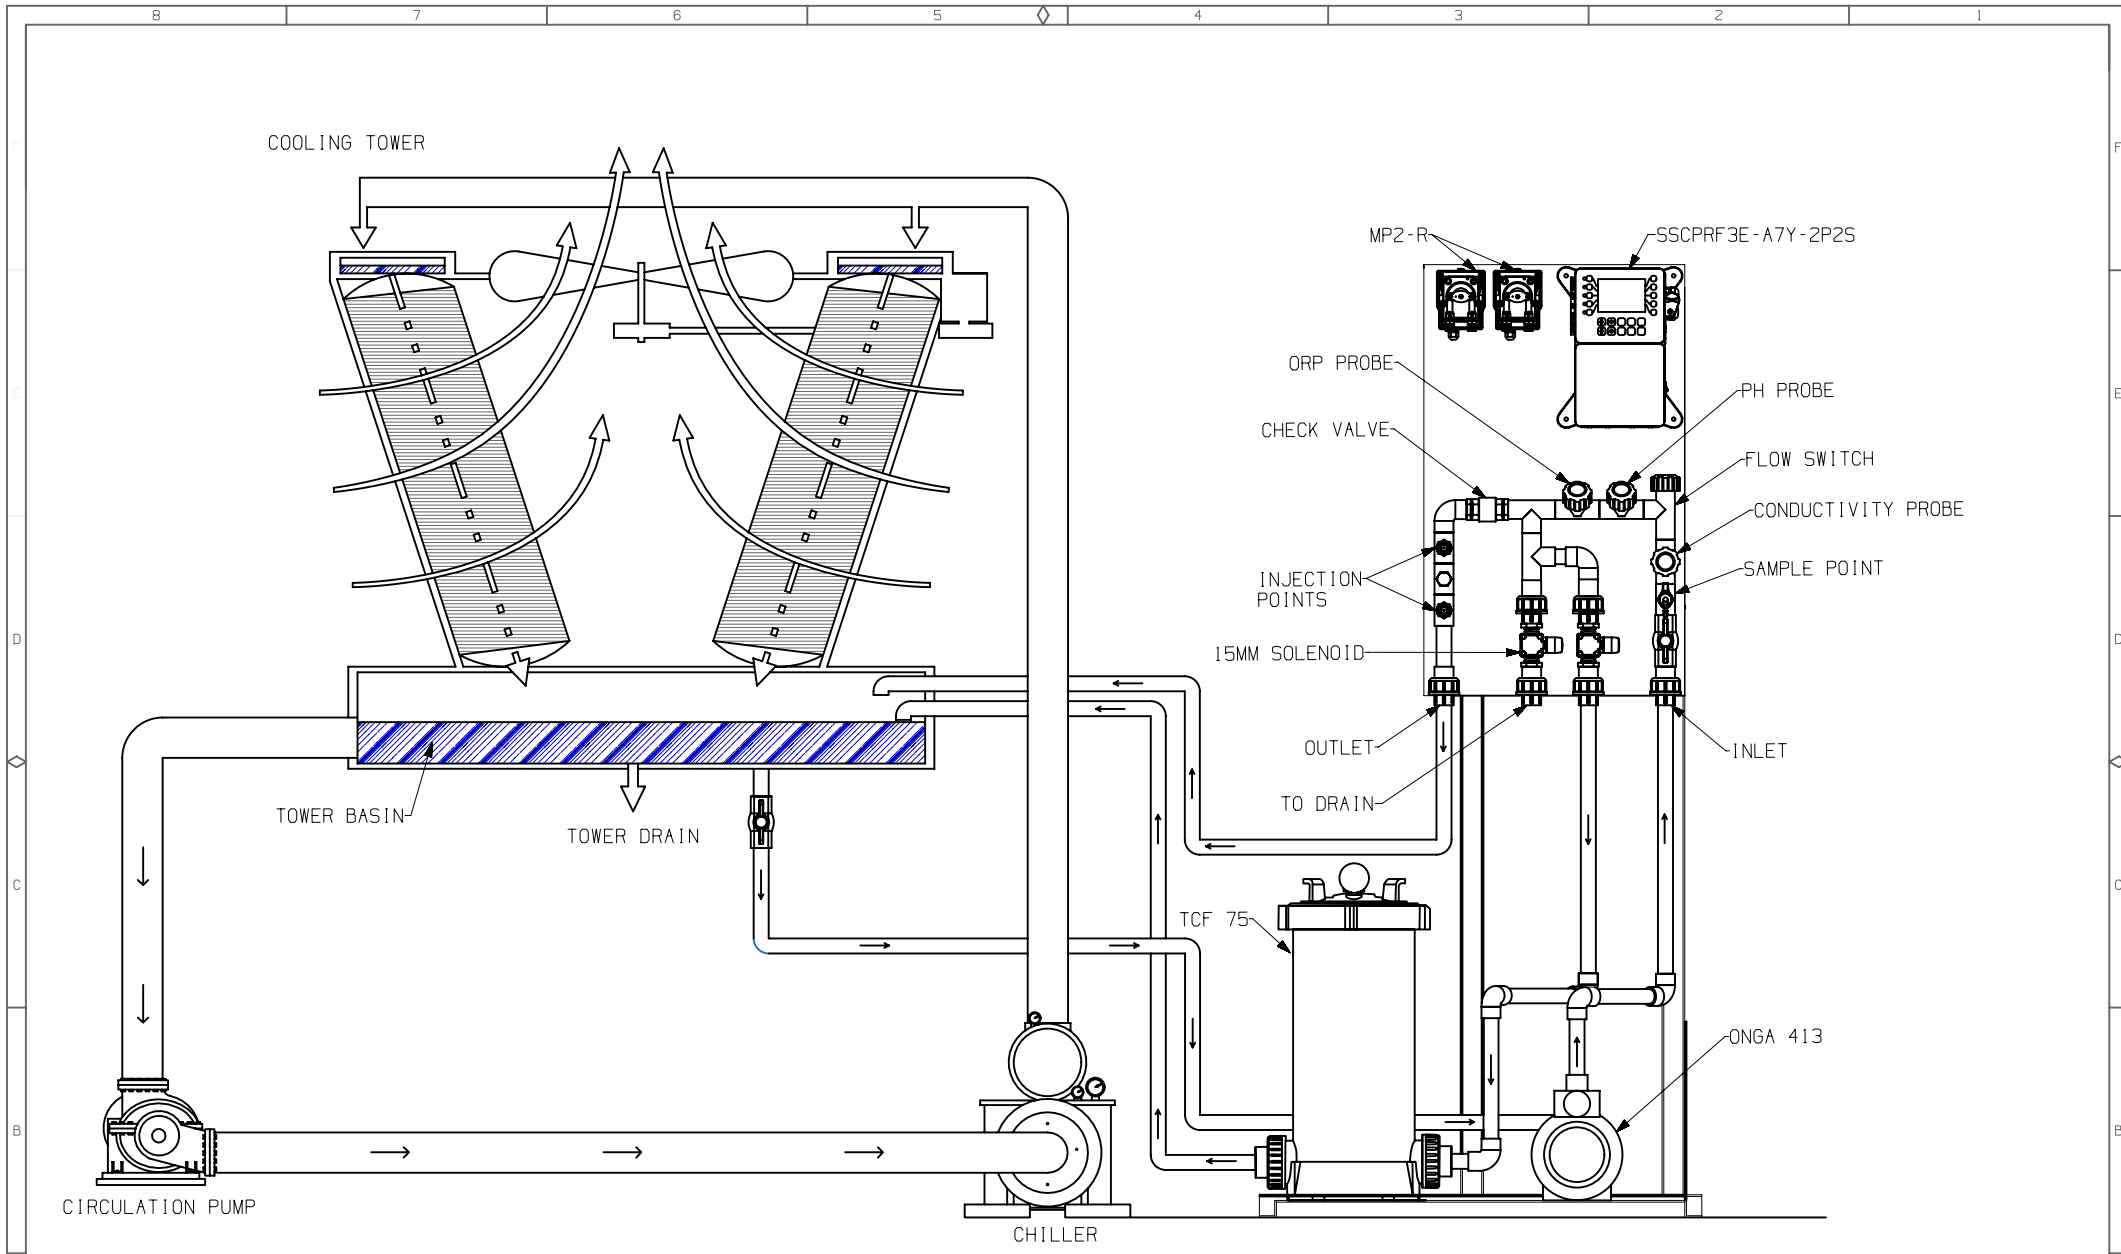 8 7 6 5 4 3 2 1
COOLING TOWER
F F
MP2-R
SSCPRF3E-A7Y-2P2S
ORP PROBE
PH PROBE
E E
CHECK VALVE
FLOW SWITCH
CONDUCTIVITY PROBE
SAMPLE POINT
INJECTION
POINTS
D D
15MM SOLENOID
OUTLET
INLET
TO DRAIN
TOWER BASIN
TOWER DRAIN
C C
TCF 75
ONGA 413
B B
CIRCULATION PUMP
CHILLER